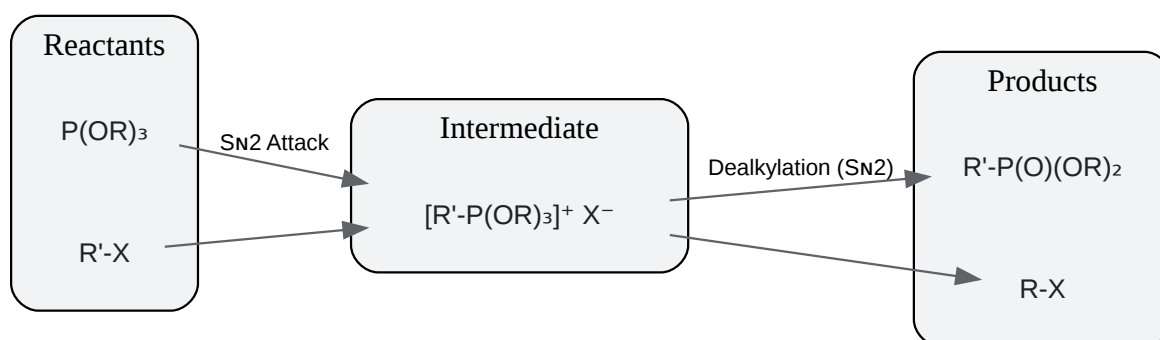 Reactants
P(OR)₃
R'-X
Sɴ2 Attack
Intermediate
[R'-P(OR)₃]⁺ X⁻
Dealkylation (Sɴ2)
Products
R'-P(O)(OR)₂
R-X